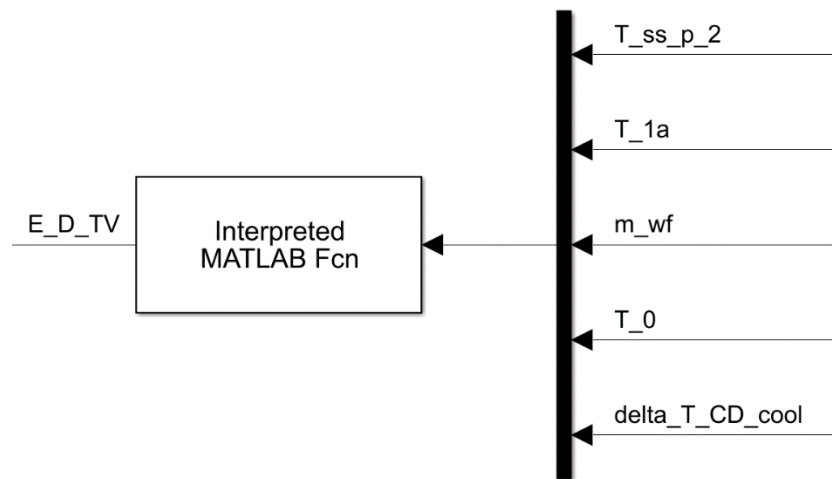 T_ss_p_2
T_1a
E_D_TV
Interpreted
MATLAB Fcn
m_wf
T_0
delta_T_CD_cool